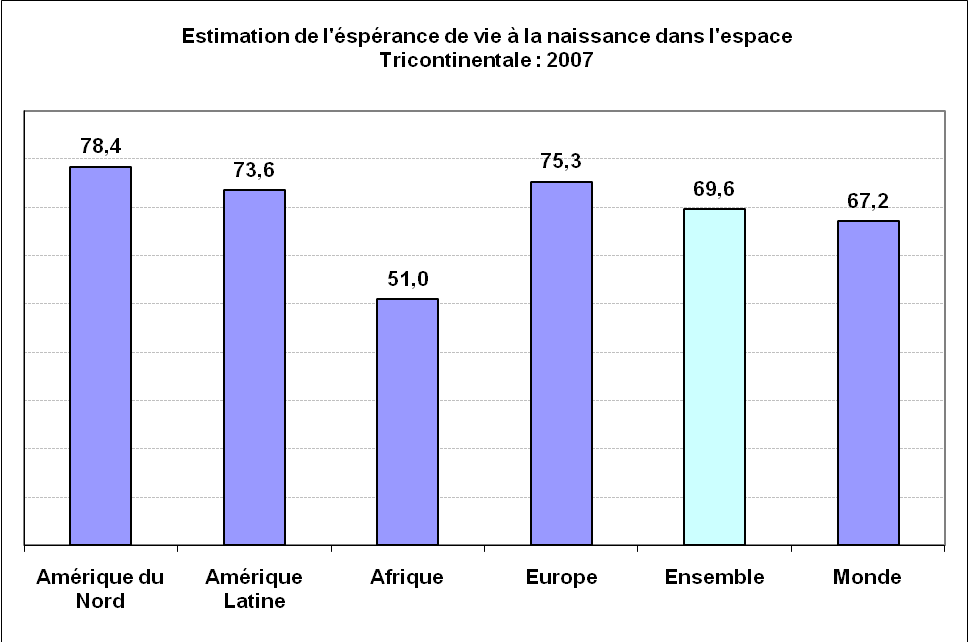 Estimation de l'éspérance de vie à la naissance dans l'espace
Tricontinentale : 2007
78,4
73,6
51,0
75,3
69,6
67,2
Amérique du
Nord
Amérique
Latine
Afrique
Europe
Ensemble
Monde